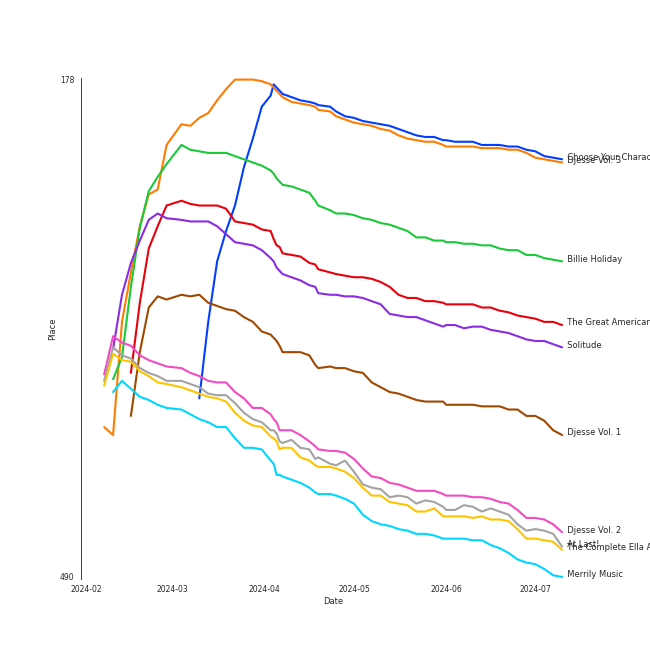 178
Choose Your Charac
Djesse Vol. 3
Billie Holiday
The Great American
Place
Solitude
Djesse Vol. 1
Djesse Vol. 2
At Last!
The Complete Ella A
Merrily Music
490
2024-02 2024-03 2024-04 2024-05 2024-06 2024-07
Date